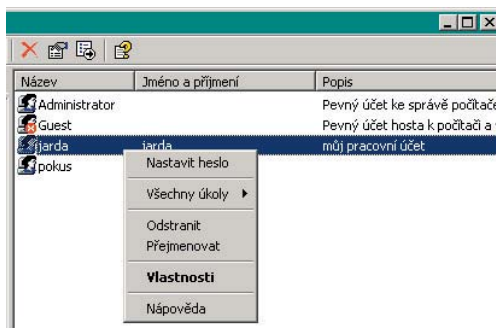 Název Jméno a příjmení Popis
Administrator Pevný účet ke správě počítače
Guest Pevný účet hosta k počítači a
jarda jarda můj pracovní účet
pokus
Nastavit heslo
Všechny úkoly
Odstranit
Přejmenovat
Vlastnosti
Nápověda